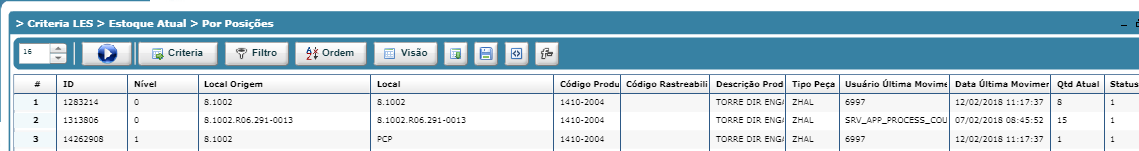 > Criteria LES > Estoque Atual > Por Posições
16 Criteria Filtro Ordem Visão
# ID Nível Local Origem Local Código Produ Código Rastreabili Descrição Prod Tipo Peça Usuário Última Movime Data Última Movimer Qtd Atual Status
1 1283214 0 8.1002 8.1002 1410-2004 TORRE DIR ENGA ZHAL 6997 12/02/2018 11:17:37 8 1
2 1313806 0 8.1002.R06.291-0013 8.1002.R06.291-0013 1410-2004 TORRE DIR ENGA ZHAL SRV_APP_PROCESS_COU 07/02/2018 08:45:52 15 1
3 14262908 1 8.1002 PCP 1410-2004 TORRE DIR ENGA ZHAL 6997 12/02/2018 11:17:37 1 1